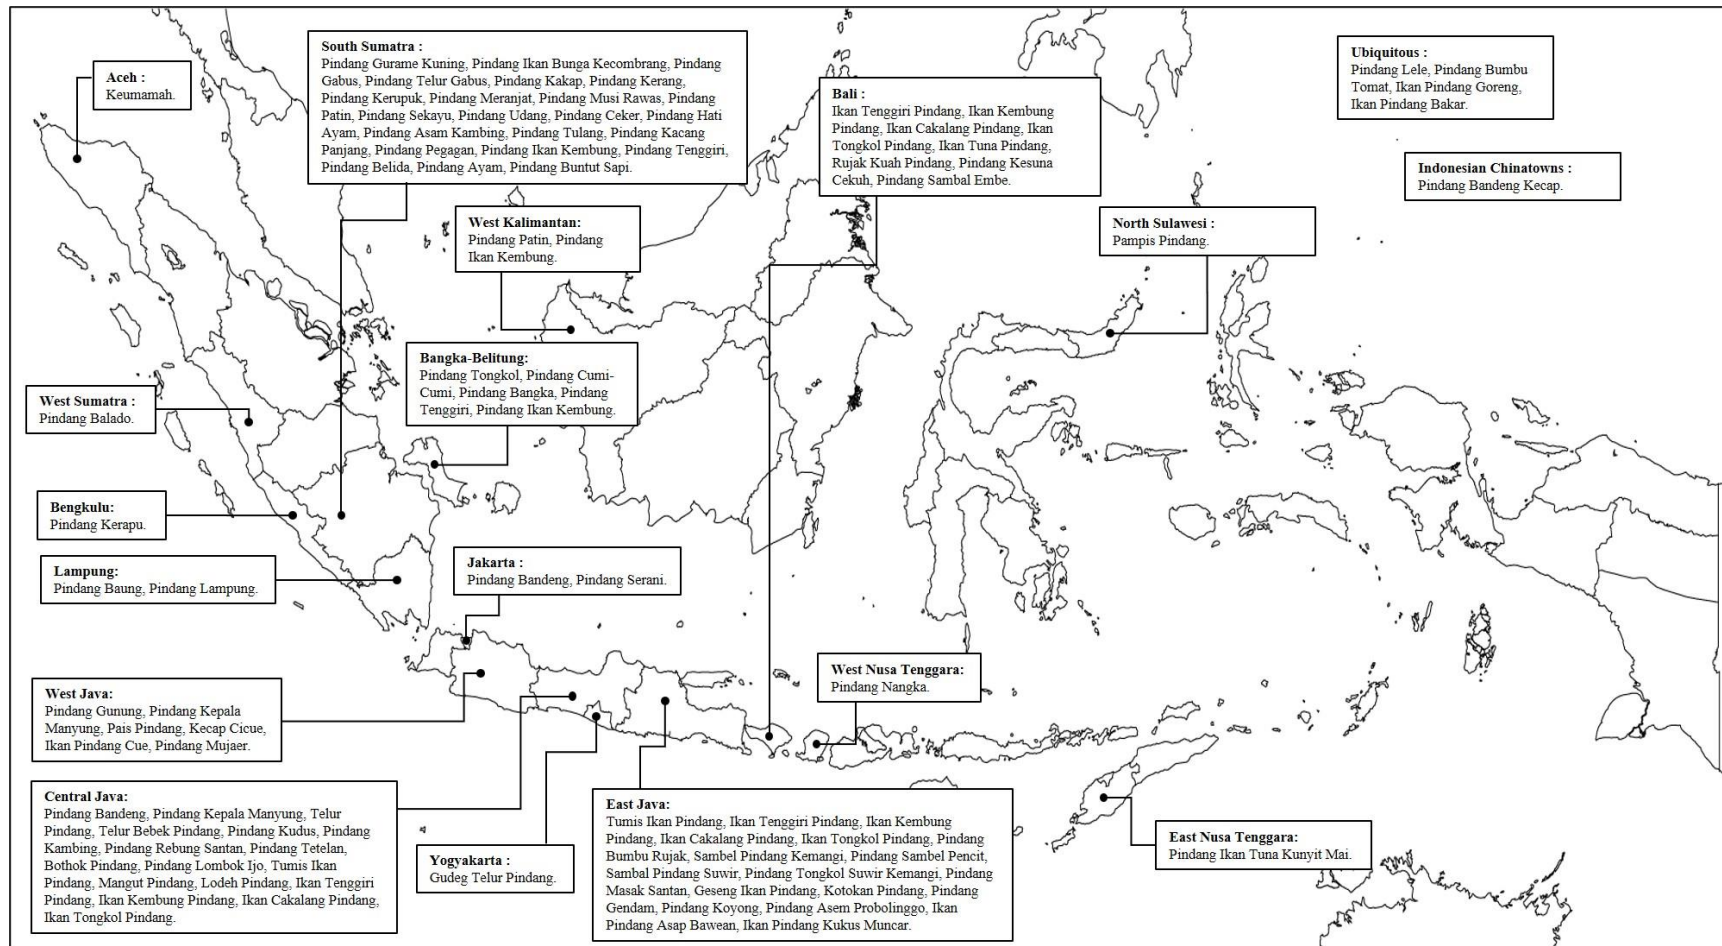 Aceh :
Keumamah.
South Sumatra :
Pindang Gurame Kuning, Pindang Ikan Bunga Kecombrang, Pindang
Gabus, Pindang Telur Gabus, Pindang Kakap, Pindang Kerang,
Pindang Kerupuk, Pindang Meranjat, Pindang Musi Rawas, Pindang
Patin, Pindang Sekayu, Pindang Udang, Pindang Ceker, Pindang Hati
Ayam, Pindang Asam Kambing, Pindang Tulang, Pindang Kacang
Panjang, Pindang Pegagan, Pindang Ikan Kembung, Pindang Tenggiri,
Pindang Belida, Pindang Ayam, Pindang Buntut Sapi.
Bali :
Ikan Tenggiri Pindang, Ikan Kembung
Pindang, Ikan Cakalang Pindang, Ikan
Tongkol Pindang, Ikan Tuna Pindang,
Rujak Kuah Pindang, Pindang Kesuna
Cekuh, Pindang Sambal Embe.
Ubiquitous :
Pindang Lele, Pindang Bumbu
Tomat, Ikan Pindang Goreng,
Ikan Pindang Bakar.
Indonesian Chinatowns :
Pindang Bandeng Kecap.
West Kalimantan:
Pindang Patin, Pindang
Ikan Kembung.
North Sulawesi :
Pampis Pindang.
Bangka-Belitung:
Pindang Tongkol, Pindang Cumi-
Cumi, Pindang Bangka, Pindang
Tenggiri, Pindang Ikan Kembung.
West Sumatra :
Pindang Balado.
Bengkulu:
Pindang Kerapu.
Lampung:
Pindang Baung, Pindang Lampung.
Jakarta :
Pindang Bandeng, Pindang Serani.
West Java:
Pindang Gunung, Pindang Kepala
Manyung, Pais Pindang, Kecap Cicue,
Ikan Pindang Cue, Pindang Mujaer.
West Nusa Tenggara:
Pindang Nangka.
Central Java:
Pindang Bandeng, Pindang Kepala Manyung, Telur
Pindang, Telur Bebek Pindang, Pindang Kudus, Pindang
Kambing, Pindang Rebung Santan, Pindang Tetelan,
Bothok Pindang, Pindang Lombok Ijo, Tumis Ikan
Pindang, Mangut Pindang, Lodeh Pindang, Ikan Tenggiri
Pindang, Ikan Kembung Pindang, Ikan Cakalang Pindang,
Ikan Tongkol Pindang.
Yogyakarta :
Gudeg Telur Pindang.
East Java:
Tumis Ikan Pindang, Ikan Tenggiri Pindang, Ikan Kembung
Pindang, Ikan Cakalang Pindang, Ikan Tongkol Pindang, Pindang
Bumbu Rujak, Sambel Pindang Kemangi, Pindang Sambel Pencit,
Sambal Pindang Suwir, Pindang Tongkol Suwir Kemangi, Pindang
Masak Santan, Geseng Ikan Pindang, Kotokan Pindang, Pindang
Gendam, Pindang Koyong, Pindang Asem Probolinggo, Ikan
Pindang Asap Bawean, Ikan Pindang Kukus Muncar.
East Nusa Tenggara:
Pindang Ikan Tuna Kunyit Mai.